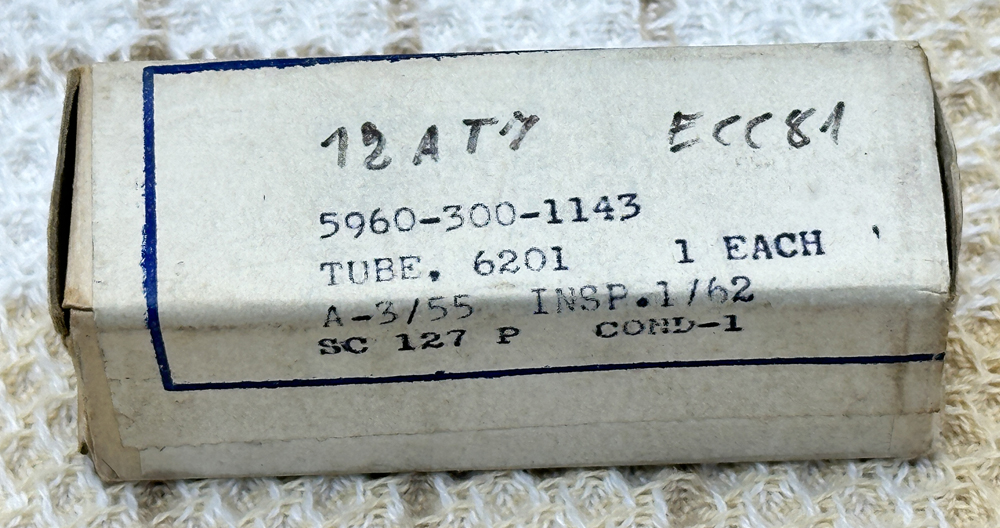 12AT7 ECC81
5960-300-1143
TUBE, 6201 1 EACH
A-3/55 INSP.1/62
SC 127 P COND-1